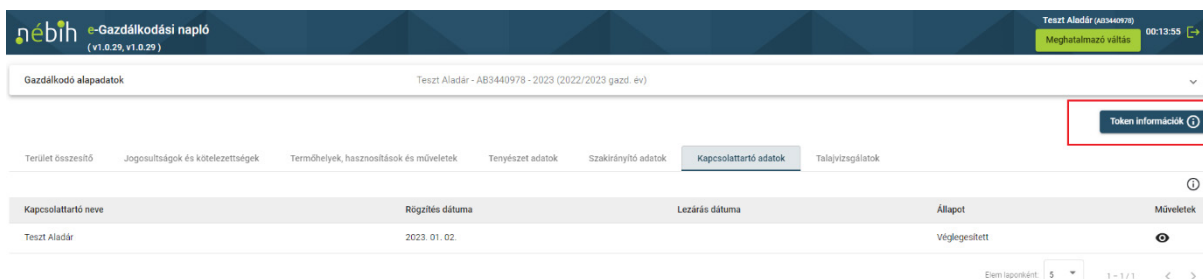 Teszt Aladár (AB3440978)
nébih e-Gazdálkodási napló
Meghatalmazó váltás 00:13:55
( v1.0.29, v1.0.29 )
Gazdálkodó alapadatok Teszt Aladár - AB3440978 - 2023 (2022/2023 gazd. év)
Token információk
Terület összesítő Jogosultságok és kötelezettségek Termőhelyek, hasznosítások és műveletek Tenyészet adatok Szakirányító adatok Kapcsolattartó adatok Talajvizsgálatok
Kapcsolattartó neve Rögzítés dátuma Lezárás dátuma Állapot Műveletek
Teszt Aladár 2023. 01. 02. Véglegesített
Elem laponként: 5 1 – 1 / 1